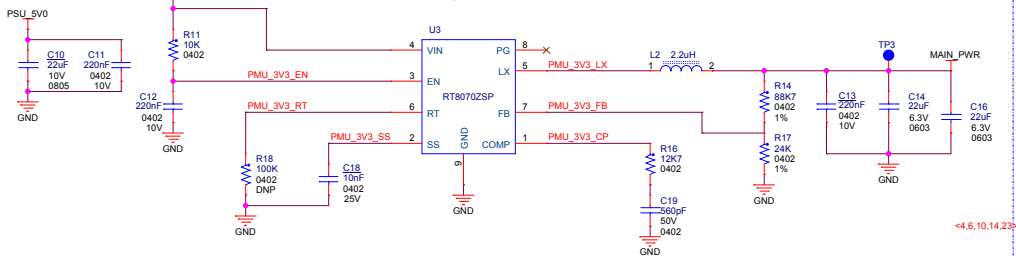 PSU_5V0
C10
22uF
10V
0805
C11
220nF
0402
10V
GND
R11
10K
0402
C12
220nF
0402
10V
GND
PMU_3V3_EN
PMU_3V3_RT
PMU_3V3_SS
R18
100K
0402
DNP
GND
C18
10nF
0402
25V
U3
4
VIN
3
EN
6
RT
2
SS
RT8070ZSP
GND
9
GND
PG
8
LX
5
FB
7
COMP
1
PMU_3V3_LX
PMU_3V3_FB
PMU_3V3_CP
L2
2.2uH
1
2
R16
12K7
0402
C19
560pF
50V
0402
GND
R14
88K7
0402
1%
R17
24K
0402
1%
GND
C13
220nF
0402
10V
TP3
C14
22uF
6.3V
0603
GND
MAIN_PWR
C16
22uF
6.3V
0603
<4,6,10,14,23>